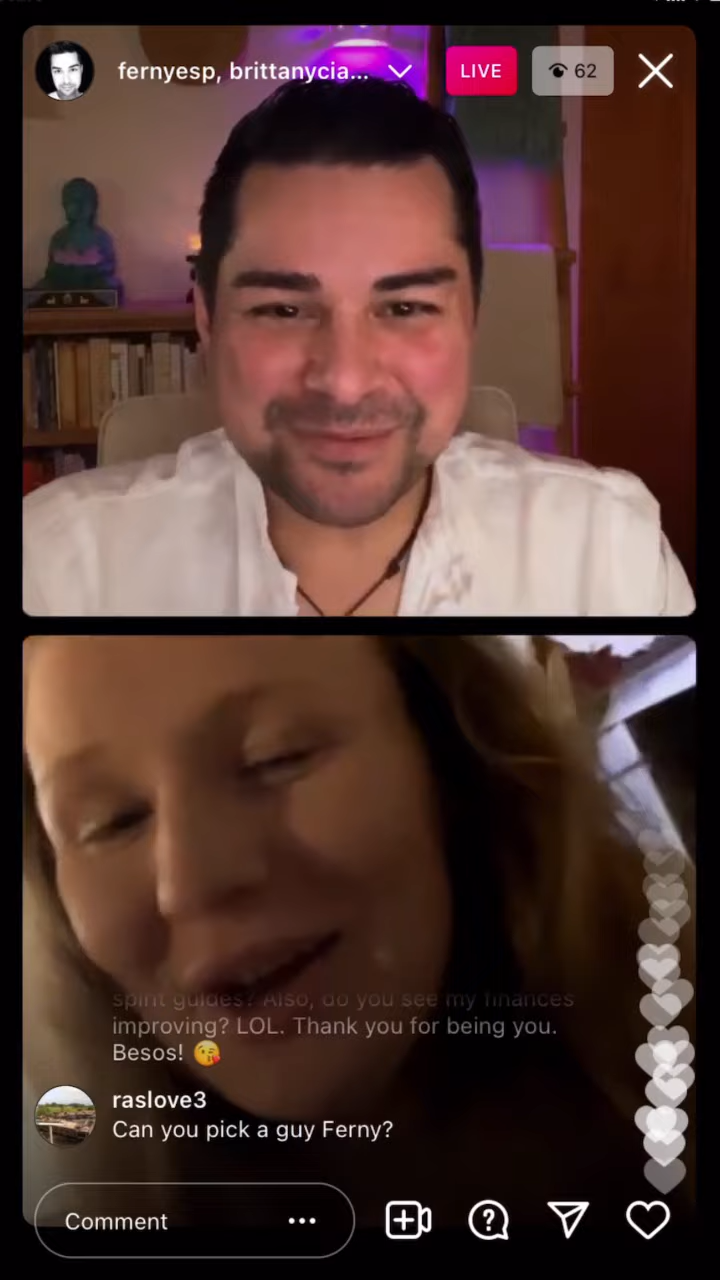 fernyesp, brittanycia...
LIVE
62
spirit guides? Also, do you see my finances
improving? LOL. Thank you for being you.
Besos! 😘
raslove3
Can you pick a guy Ferny?
Comment